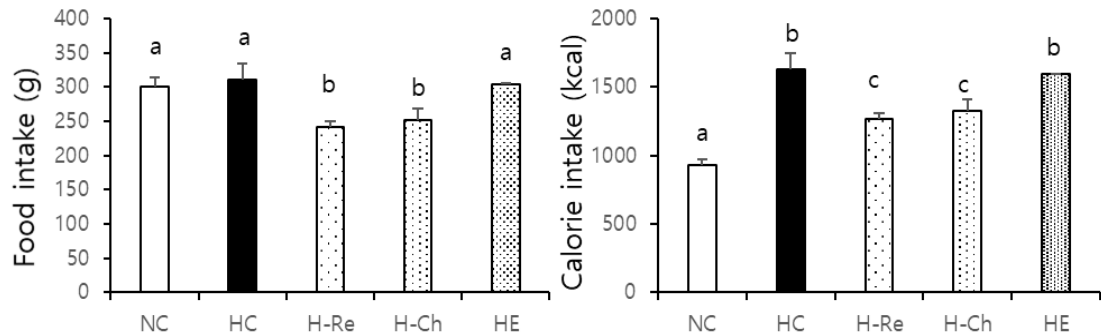 Food intake (g)
400
350
300
250
200
150
100
50
0
a
a
b
b
a
NC HC H-Re H-Ch HE
Calorie intake (kcal)
2000
1500
1000
500
0
a
b
c
c
b
NC HC H-Re H-Ch HE